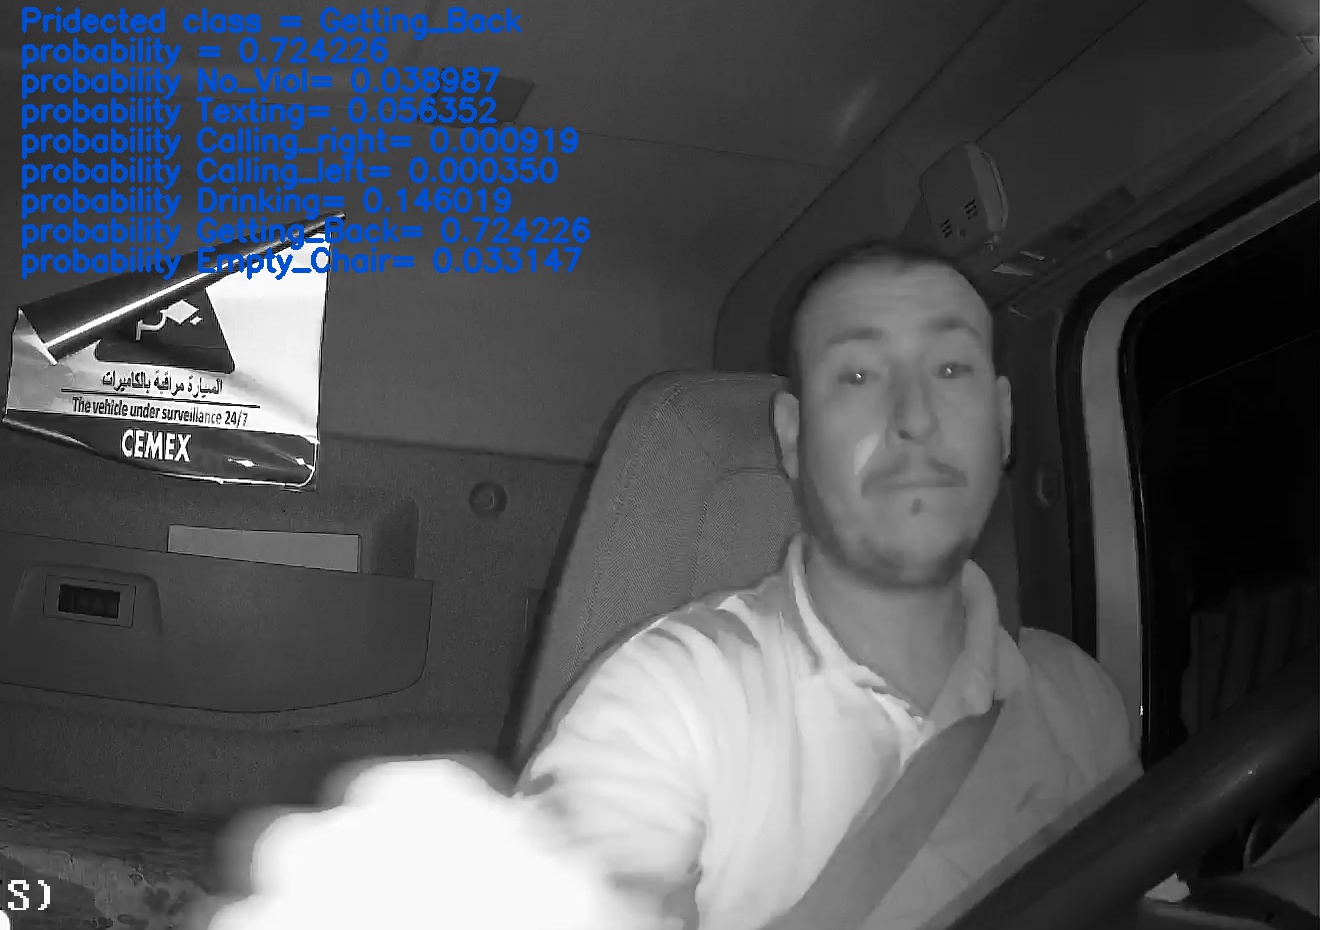 Pridected class = Getting_Back
probability = 0.724226
probability No_Viol= 0.038987
probability Texting= 0.056352
probability Calling_right= 0.000919
probability Calling_left= 0.000350
probability Drinking= 0.146019
probability Getting_Back= 0.724226
probability Empty_Chair= 0.033147
السيارة مراقبة بالكاميرات
The vehicle under surveillance 24/7
CEMEX
S)